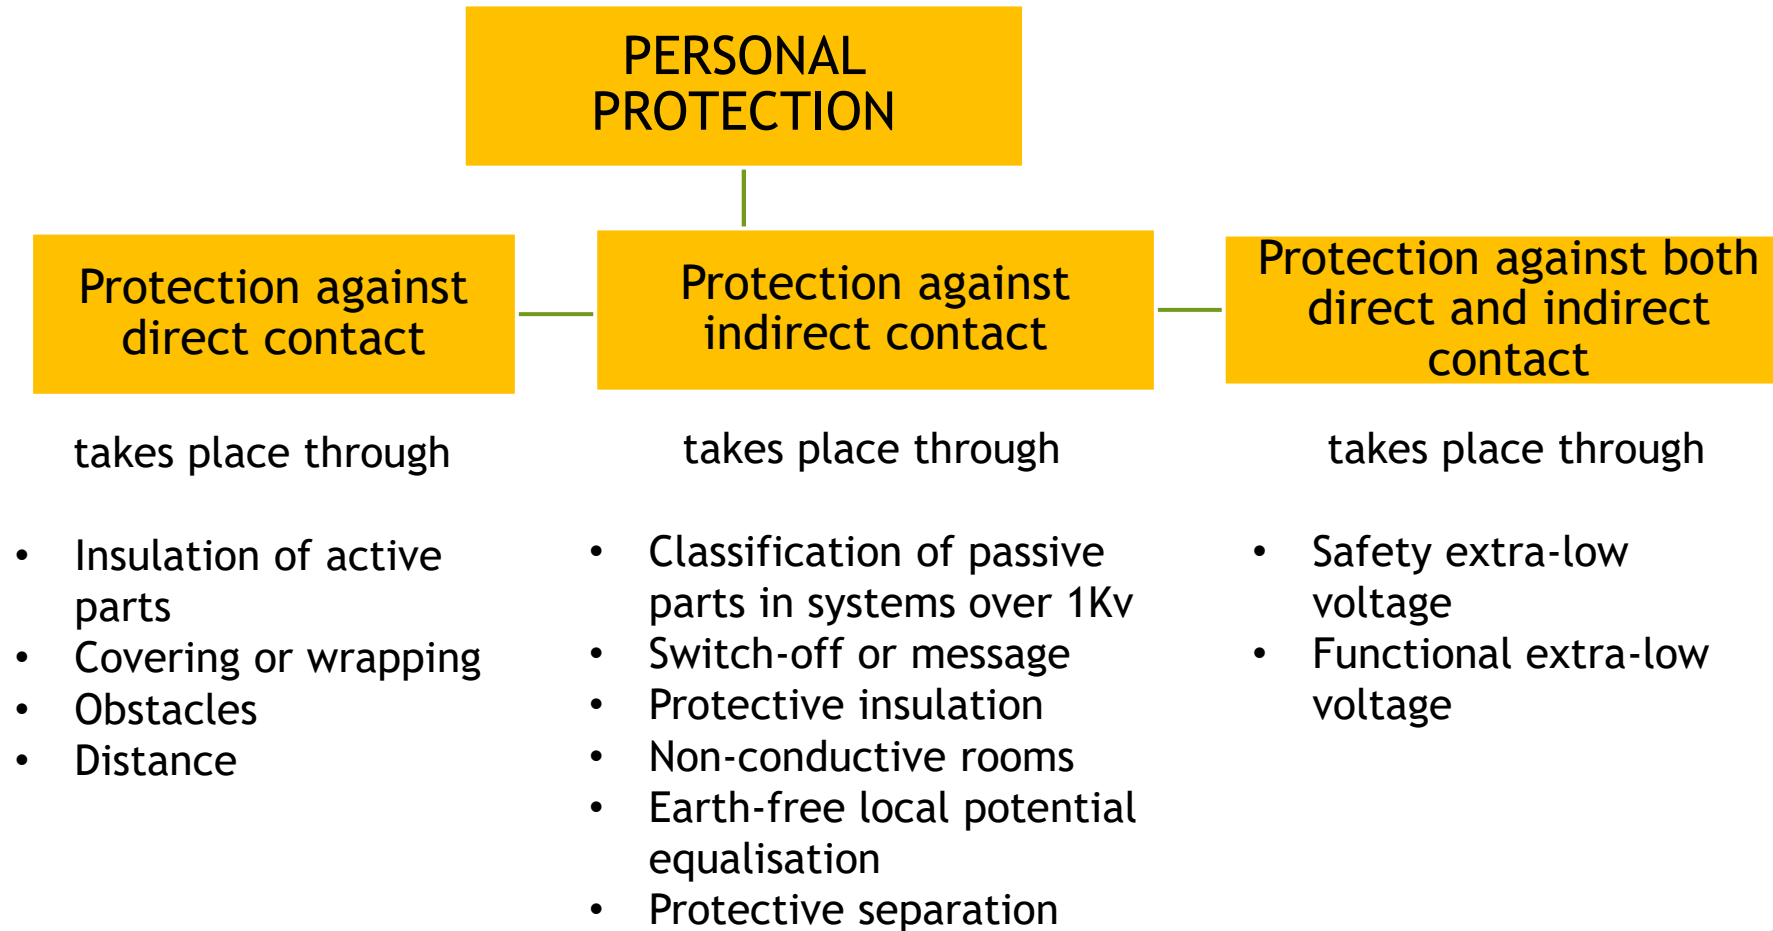 PERSONAL
PROTECTION
Protection against
direct contact
takes place through
• Insulation of active
parts
• Covering or wrapping
• Obstacles
• Distance
Protection against
indirect contact
takes place through
• Classification of passive
parts in systems over 1Kv
• Switch-off or message
• Protective insulation
• Non-conductive rooms
• Earth-free local potential
equalisation
• Protective separation
Protection against both
direct and indirect
contact
takes place through
• Safety extra-low
voltage
• Functional extra-low
voltage